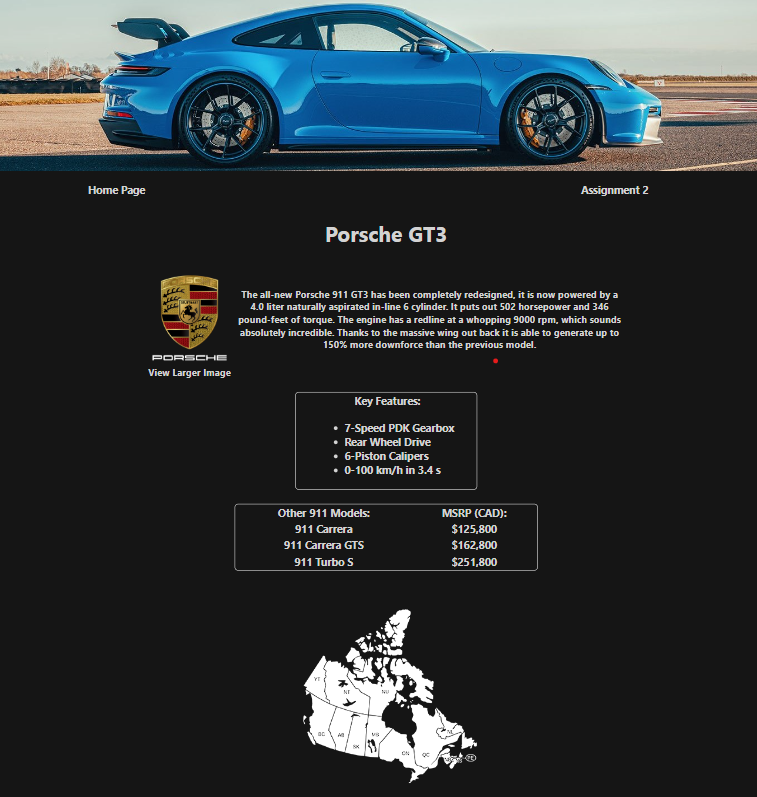 Home Page
Assignment 2
Porsche GT3
The all-new Porsche 911 GT3 has been completely redesigned, it is now powered by a
4.0 liter naturally aspirated in-line 6 cylinder. It puts out 502 horsepower and 346
pound-feet of torque. The engine has a redline at a whopping 9000 rpm, which sounds
absolutely incredible. Thanks to the massive wing out back it is able to generate up to
150% more downforce than the previous model.
PORSCHE
PORSCHE
View Larger Image
Key Features:
7-Speed PDK Gearbox
Rear Wheel Drive
6-Piston Calipers
0-100 km/h in 3.4 s
Other 911 Models: MSRP (CAD):
911 Carrera $125,800
911 Carrera GTS $162,800
911 Turbo S $251,800
YT
NT
NU
BC
AB
SK
MB
ON
QC
NL
PE